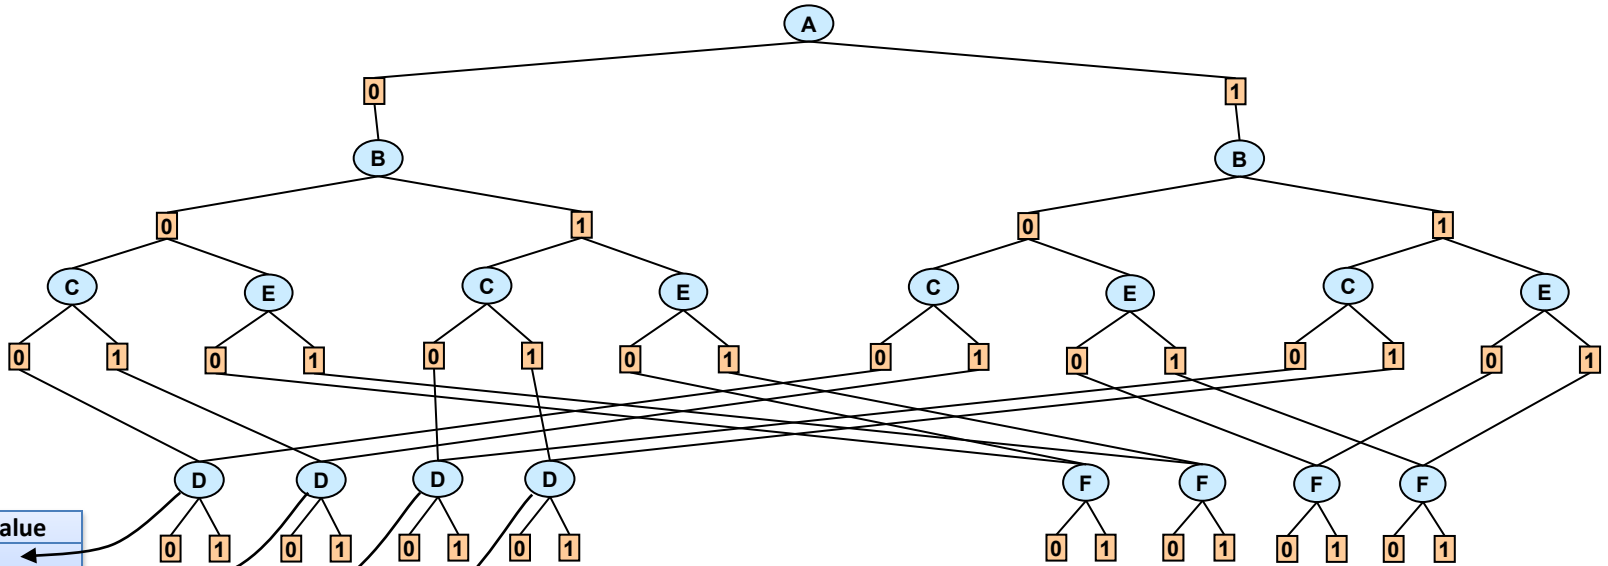 A
0 1
B B
0 1 0 1
C E C E C E C E
0 1 0 1 0 1 0 1 0 1 0 1 0 1 0 1
D D D D F F F F
alue
0 1 0 1 0 1 0 1 0 1 0 1 0 1 0 1